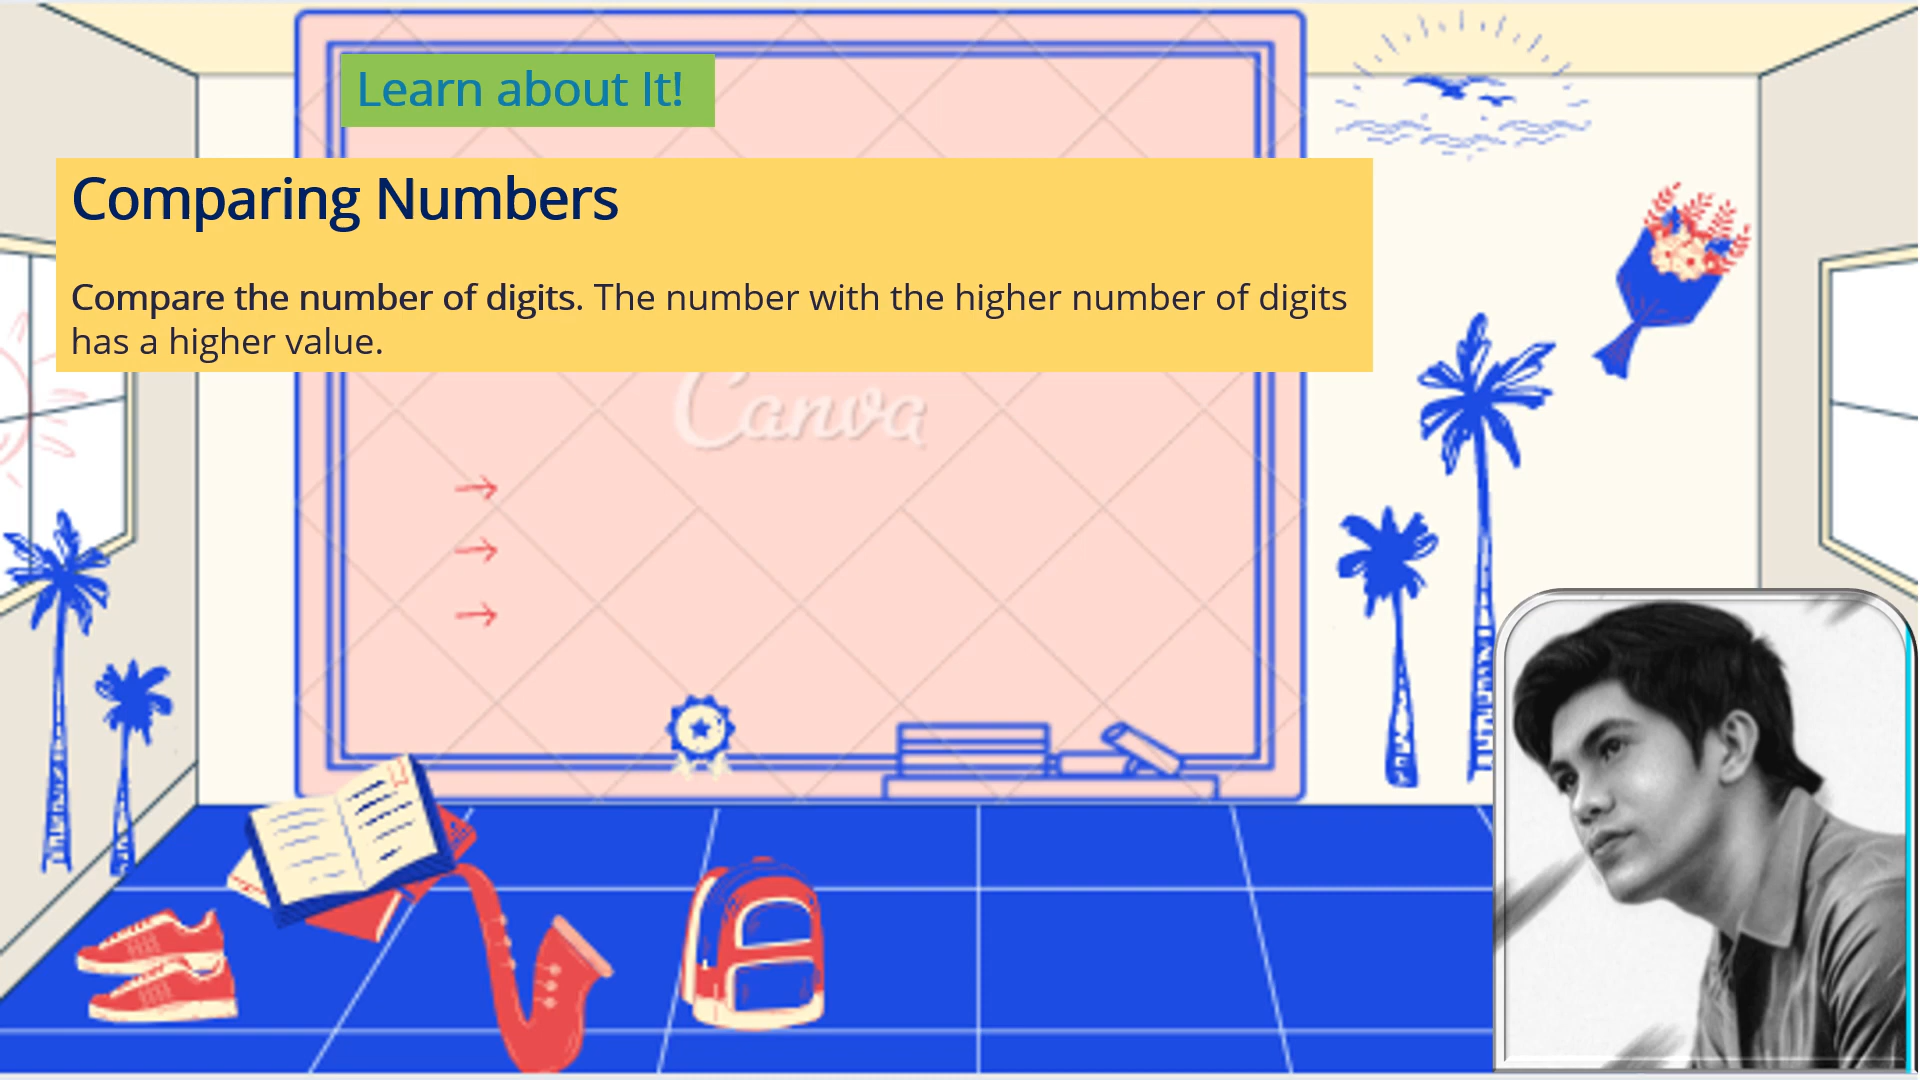 Learn about It!
Comparing Numbers
Compare the number of digits. The number with the higher number of digits
has a higher value.
Canva